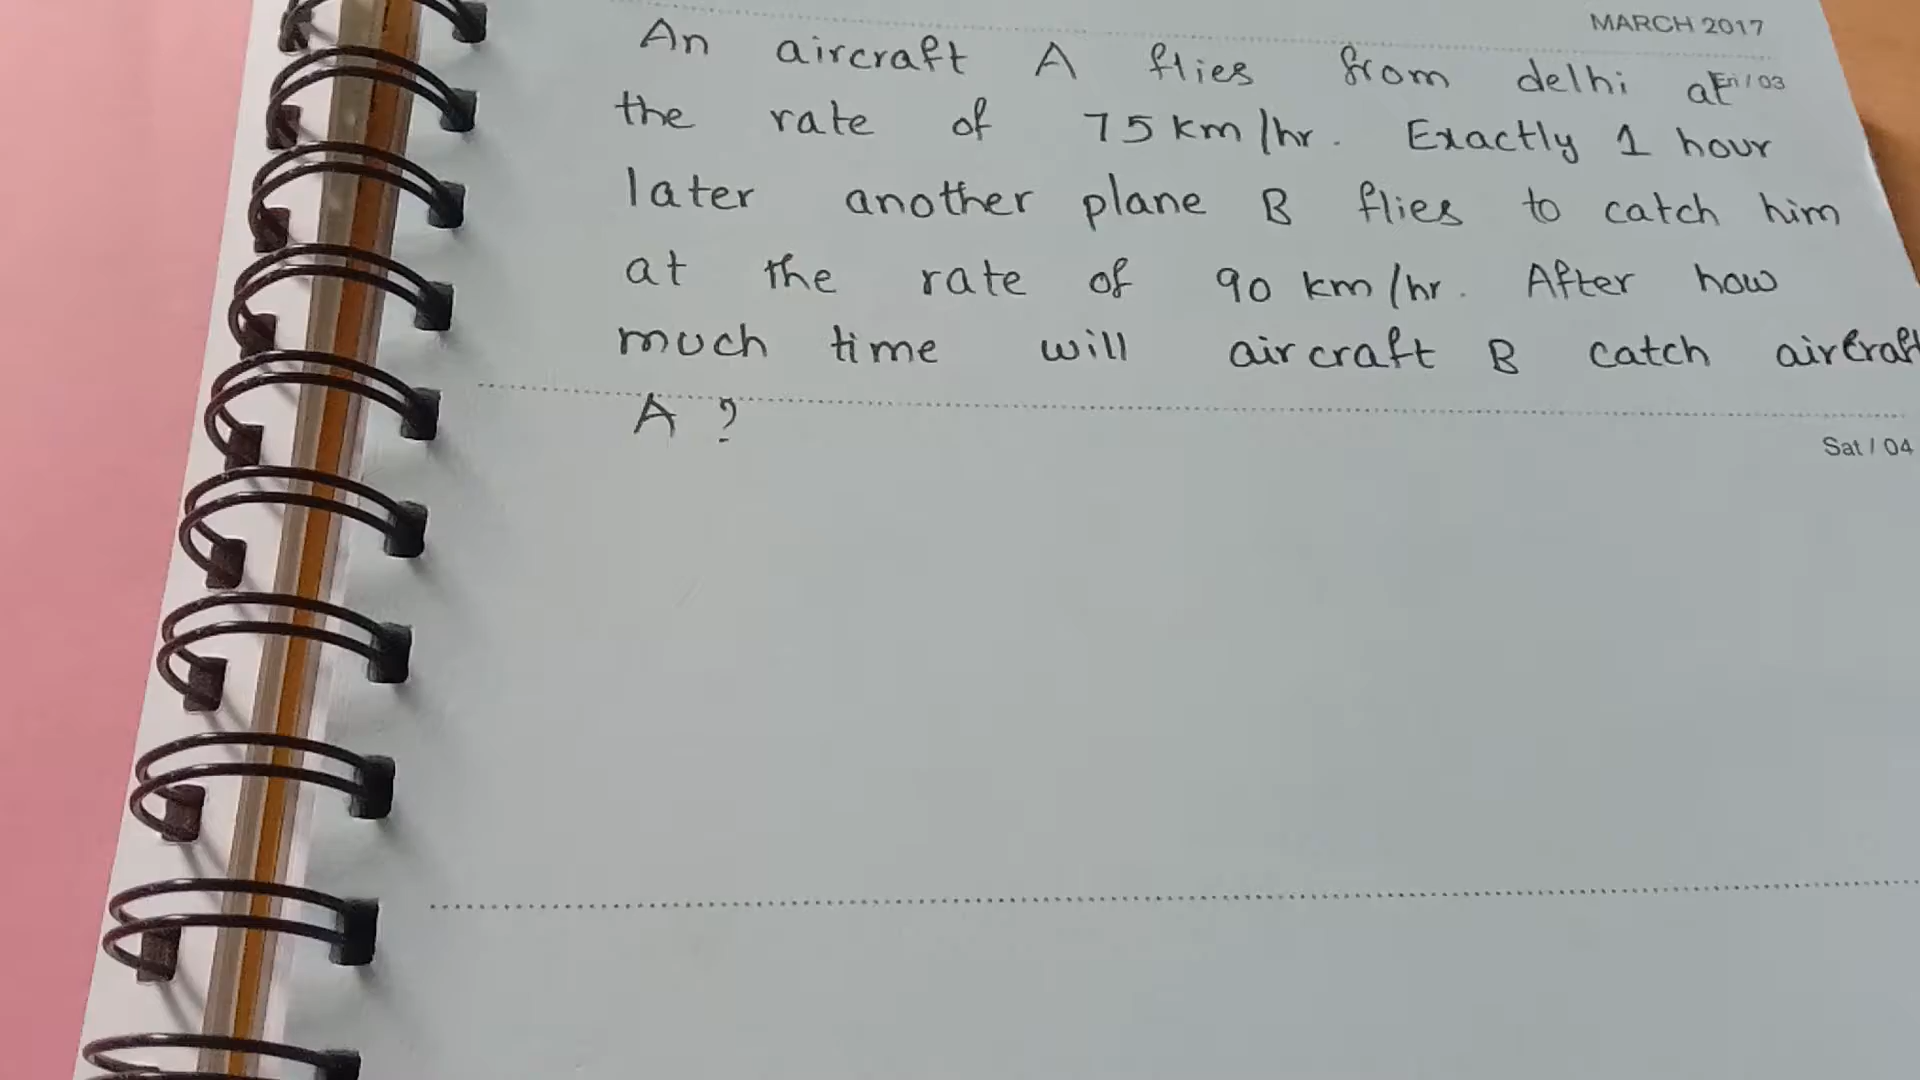 MARCH 2017
An aircraft A flies from delhi at
Fri / 03
the rate of 75 km/hr. Exactly 1 hour
later another plane B flies to catch him
at the rate of 90 km/hr. After how
much time will aircraft B catch aircraft
A ?
Sat / 04